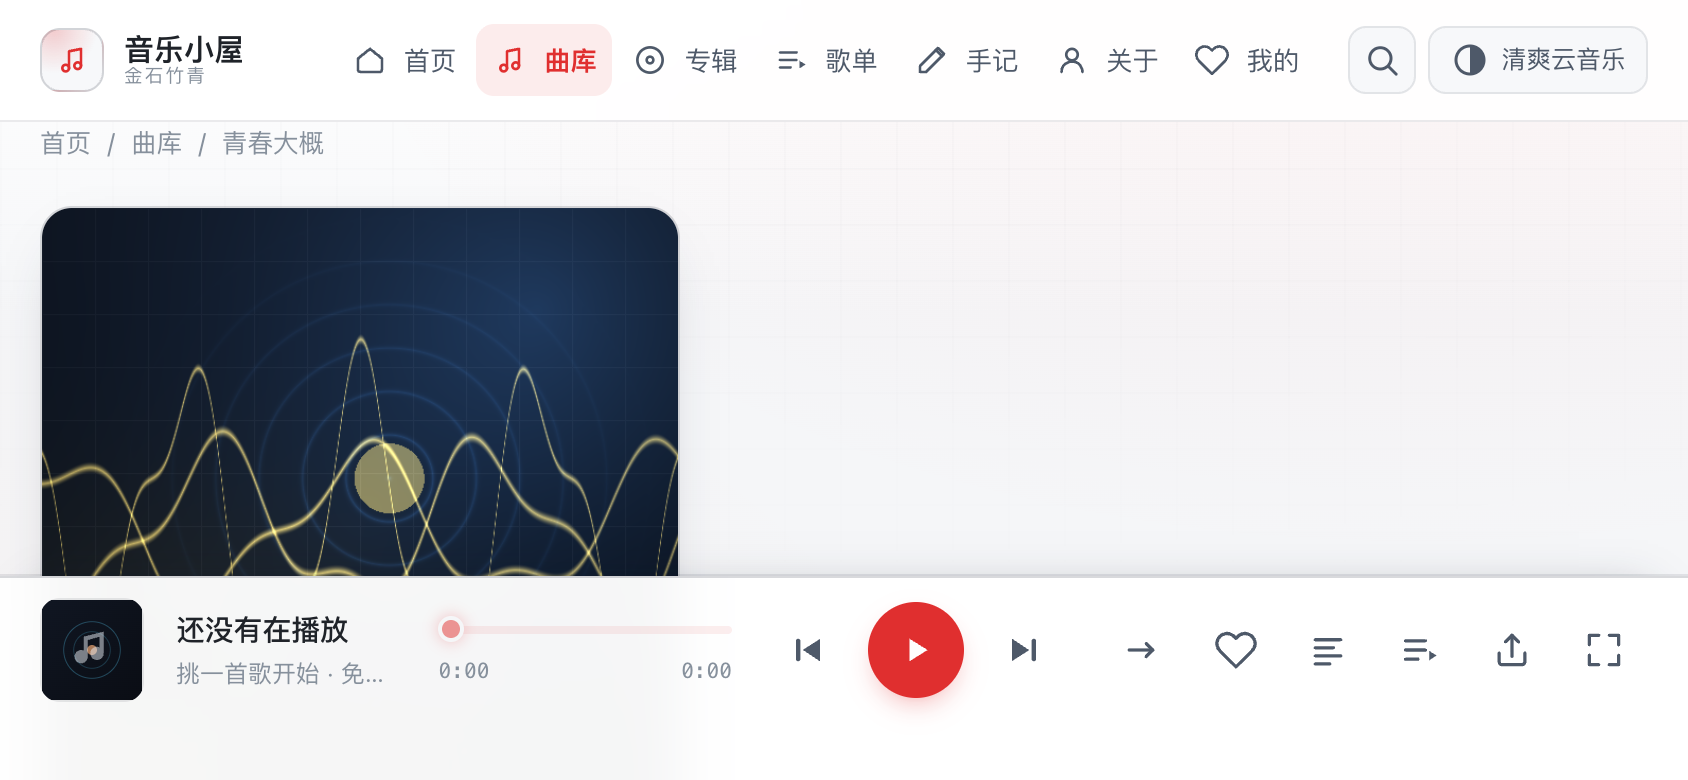 音乐小屋
金石竹青
首页 曲库 专辑 歌单 手记 关于 我的 清爽云音乐
首页 / 曲库 / 青春大概
还没有在播放
挑一首歌开始 · 免...
0:00 0:00